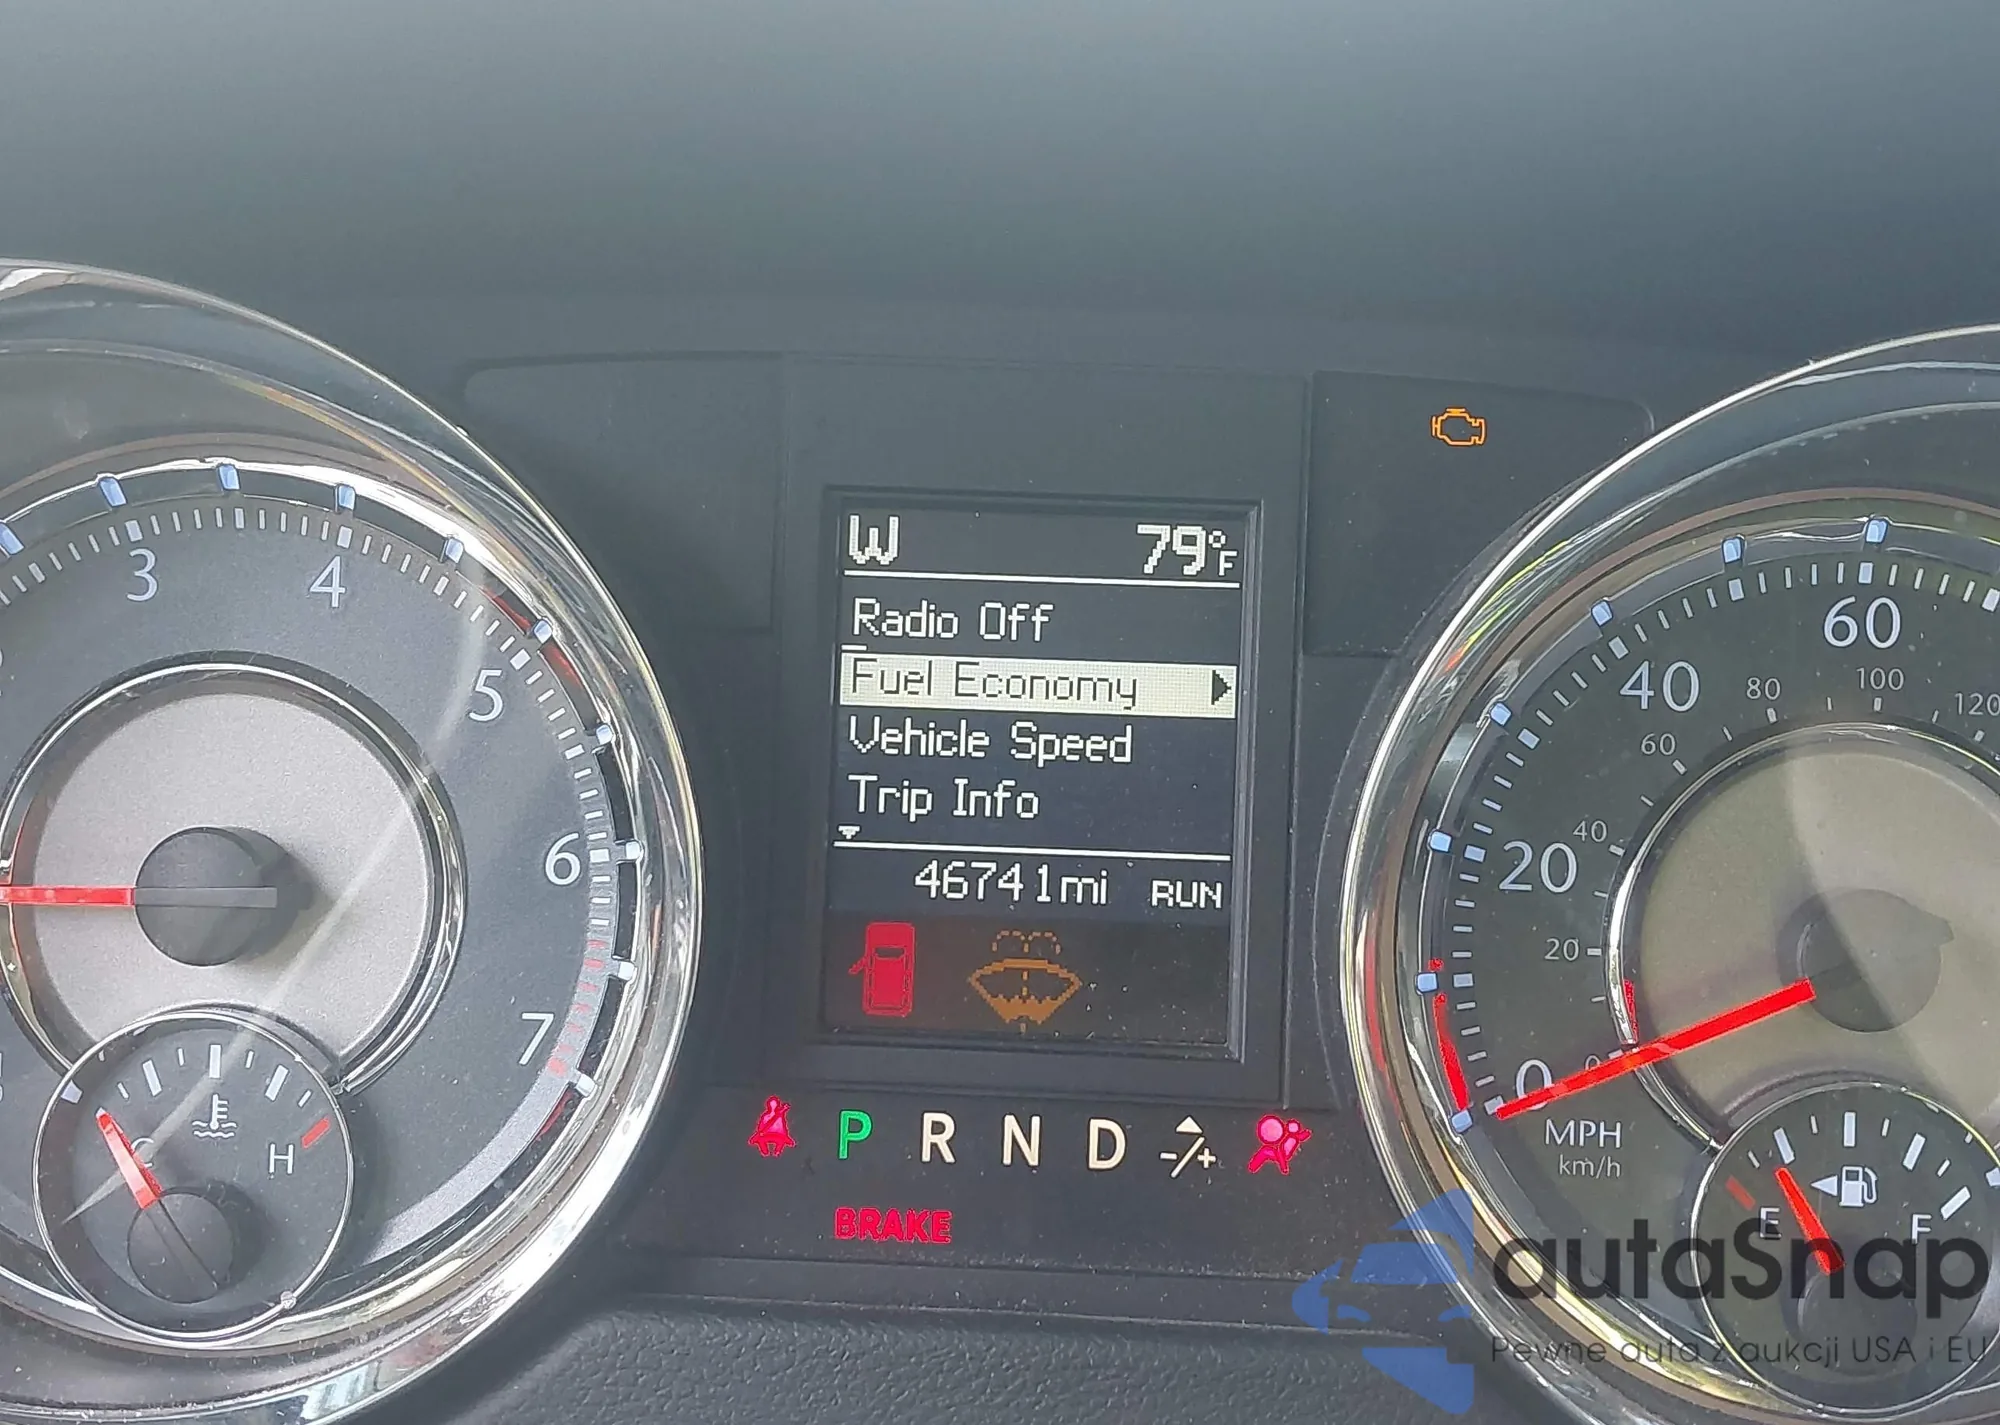 W 79°F
Radio Off
Fuel Economy
Vehicle Speed
Trip Info
46741mi RUN
P R N D -/+
BRAKE
3
4
5
6
7
C H
0
20
40
60
0
20
40
60
80
100
120
MPH
km/h
E F
autaSnap
Pewne auta z aukcji USA i EU